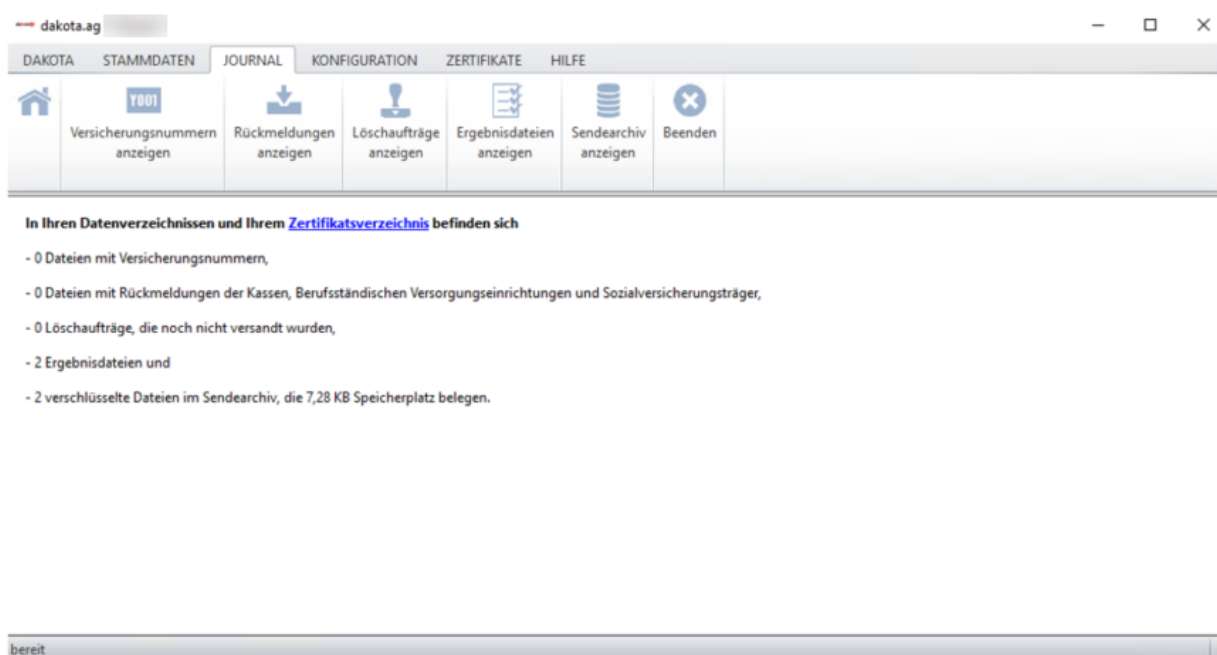 dakota.ag
DAKOTA STAMMDATEN JOURNAL KONFIGURATION ZERTIFIKATE HILFE
Y001
Versicherungsnummern anzeigen
Rückmeldungen anzeigen
Löschaufträge anzeigen
Ergebnisdateien anzeigen
Sendearchiv anzeigen
Beenden
In Ihren Datenverzeichnissen und Ihrem Zertifikatsverzeichnis befinden sich
- 0 Dateien mit Versicherungsnummern,
- 0 Dateien mit Rückmeldungen der Kassen, Berufsständischen Versorgungseinrichtungen und Sozialversicherungsträger,
- 0 Löschaufträge, die noch nicht versandt wurden,
- 2 Ergebnisdateien und
- 2 verschlüsselte Dateien im Sendearchiv, die 7,28 KB Speicherplatz belegen.
bereit